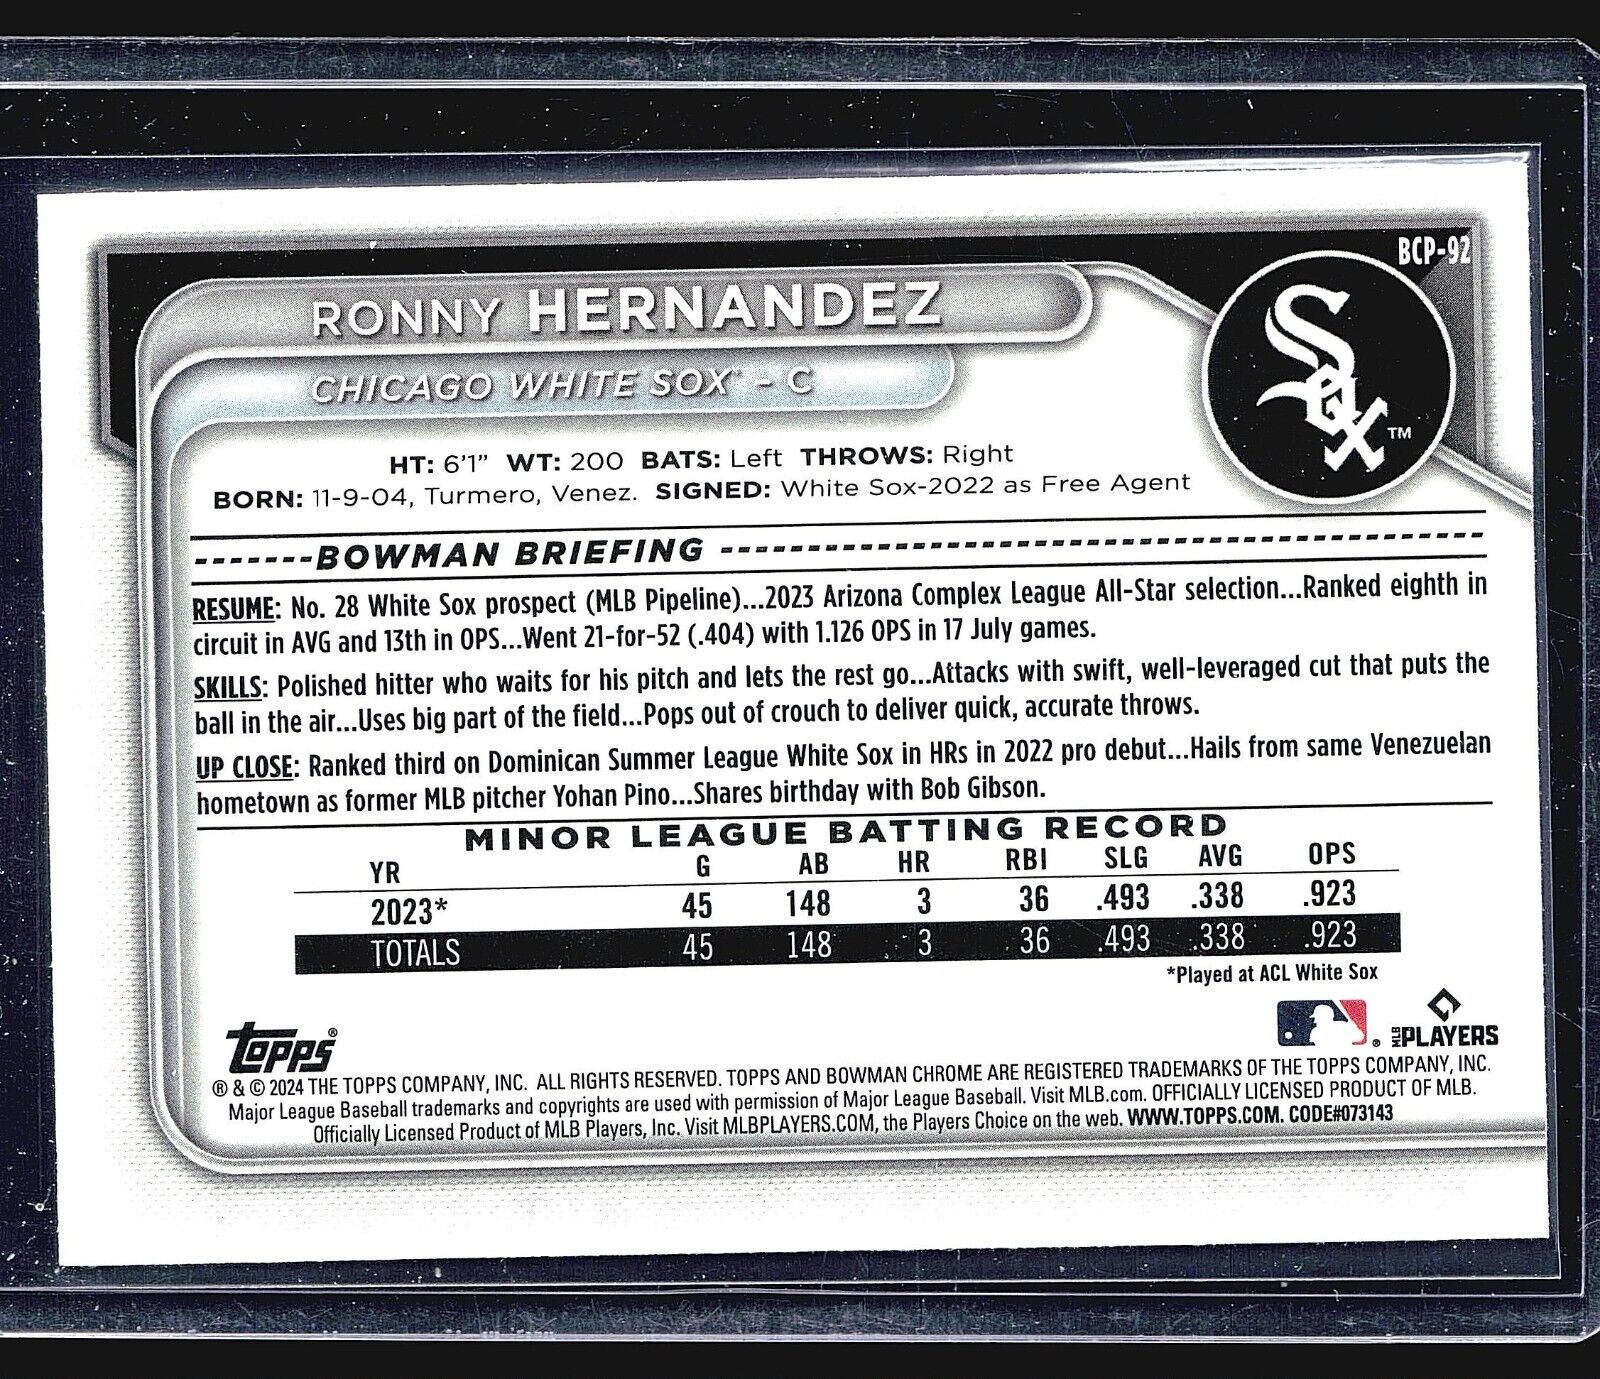 BCP-92
RONNY HERNANDEZ
CHICAGO WHITE SOX - C
Sox ™
HT: 6'1" WT: 200 BATS: Left THROWS: Right
BORN: 11-9-04, Turmero, Venez. SIGNED: White Sox-2022 as Free Agent
BOWMAN BRIEFING
RESUME: No. 28 White Sox prospect (MLB Pipeline)...2023 Arizona Complex League All-Star selection...Ranked eighth in
circuit in AVG and 13th in OPS...Went 21-for-52 (.404) with 1.126 OPS in 17 July games.
SKILLS: Polished hitter who waits for his pitch and lets the rest go...Attacks with swift, well-leveraged cut that puts the
ball in the air...Uses big part of the field...Pops out of crouch to deliver quick, accurate throws.
UP CLOSE: Ranked third on Dominican Summer League White Sox in HRs in 2022 pro debut...Hails from same Venezuelan
hometown as former MLB pitcher Yohan Pino...Shares birthday with Bob Gibson.
MINOR LEAGUE BATTING RECORD
YR G AB HR RBI SLG AVG OPS
2023* 45 148 3 36 .493 .338 .923
TOTALS 45 148 3 36 .493 .338 .923
*Played at ACL White Sox
Topps®
® MLB PLAYERS
® & © 2024 THE TOPPS COMPANY, INC. ALL RIGHTS RESERVED. TOPPS AND BOWMAN CHROME ARE REGISTERED TRADEMARKS OF THE TOPPS COMPANY, INC.
Major League Baseball trademarks and copyrights are used with permission of Major League Baseball. Visit MLB.com. OFFICIALLY LICENSED PRODUCT OF MLB.
Officially Licensed Product of MLB Players, Inc. Visit MLBPLAYERS.COM, the Players Choice on the web. WWW.TOPPS.COM. CODE#073143